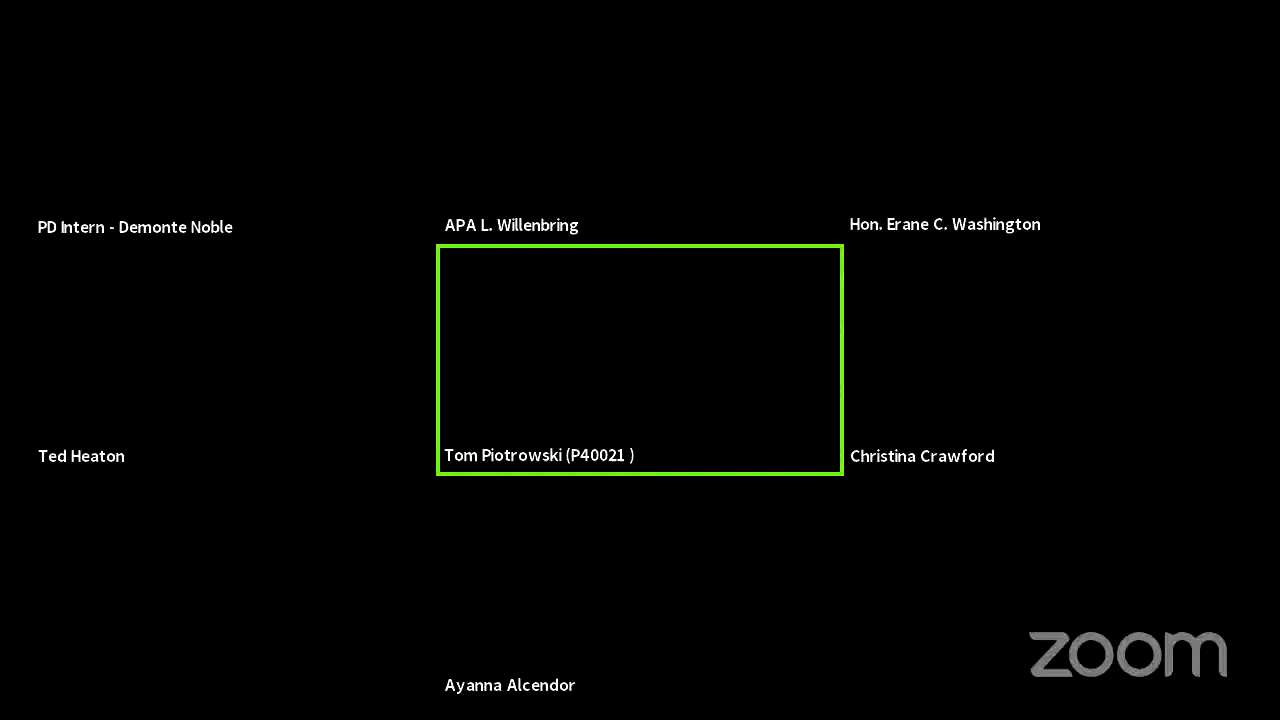 PD Intern - Demonte Noble
APA L. Willenbring
Hon. Erane C. Washington
Ted Heaton
Tom Piotrowski (P40021 )
Christina Crawford
Ayanna Alcendor
zoom